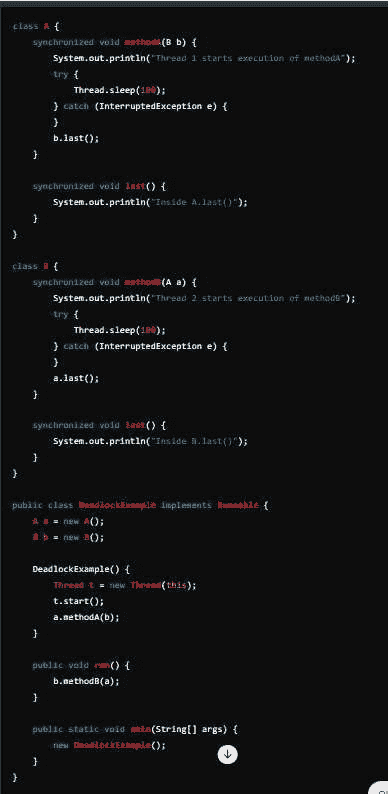 class A {
    synchronized void methodA(B b) {
        System.out.println("Thread 1 starts execution of methodA");
        try {
            Thread.sleep(100);
        } catch (InterruptedException e) {
        }
        b.last();
    }

    synchronized void last() {
        System.out.println("Inside A.last()");
    }
}

class B {
    synchronized void methodB(A a) {
        System.out.println("Thread 2 starts execution of methodB");
        try {
            Thread.sleep(100);
        } catch (InterruptedException e) {
        }
        a.last();
    }

    synchronized void last() {
        System.out.println("Inside B.last()");
    }
}

public class DeadlockExample implements Runnable {
    A a = new A();
    B b = new B();

    DeadlockExample() {
        Thread t = new Thread(this);
        t.start();
        a.methodA(b);
    }

    public void run() {
        b.methodB(a);
    }

    public static void main(String[] args) {
        new DeadlockExample();
    }
}